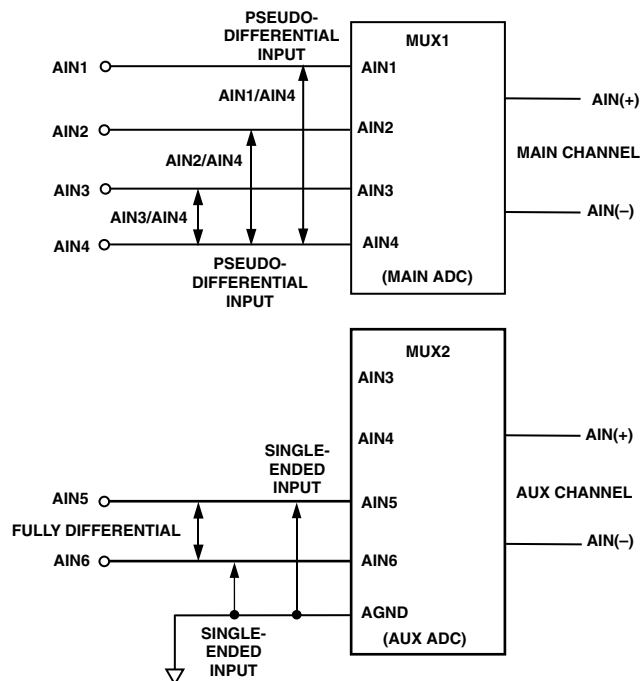 PSEUDO-
DIFFERENTIAL
INPUT
MUX1
AIN1
AIN1
AIN1/AIN4
AIN(+)
AIN2
AIN2
AIN2/AIN4
MAIN CHANNEL
AIN3
AIN3
AIN3/AIN4
AIN(–)
AIN4
AIN4
PSEUDO-
DIFFERENTIAL
INPUT
(MAIN ADC)
MUX2
AIN3
AIN4
AIN(+)
SINGLE-
ENDED
INPUT
AIN5
AIN5
AUX CHANNEL
FULLY DIFFERENTIAL
AIN(–)
AIN6
AIN6
AGND
SINGLE-
ENDED
INPUT
(AUX ADC)